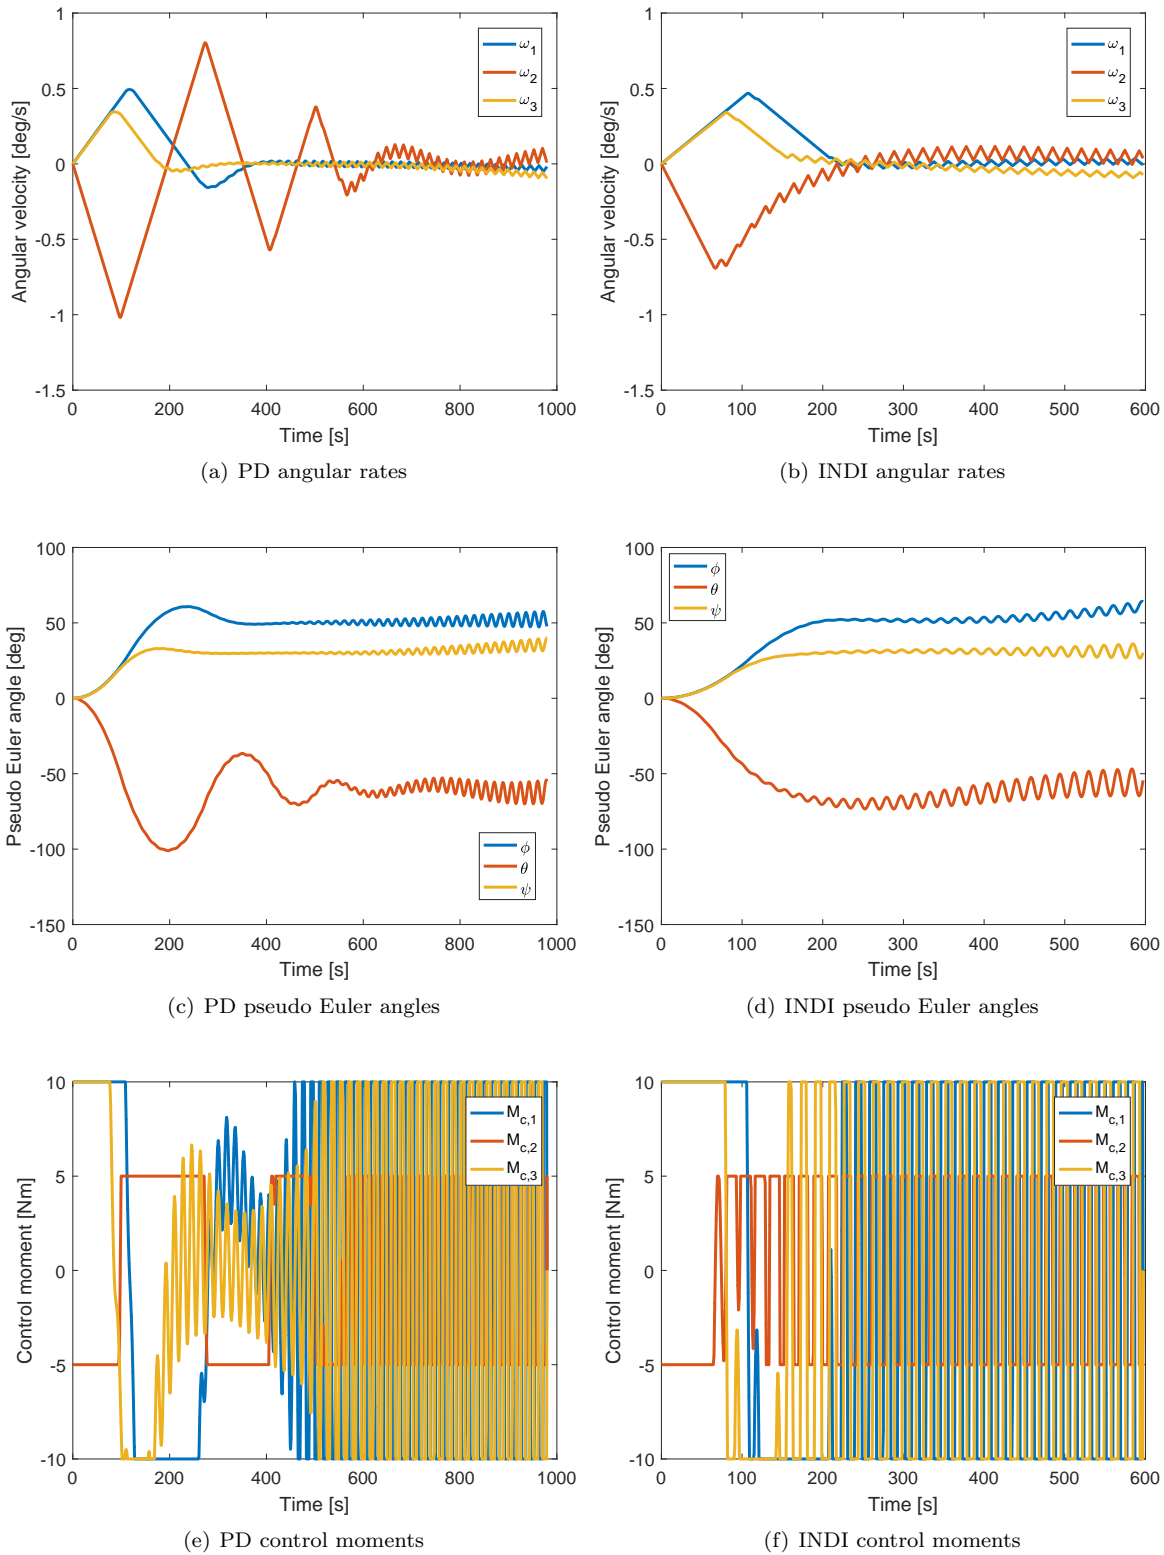 1
0.5
0
-0.5
-1
-1.5
Angular velocity [deg/s]
ω1
ω2
ω3
0 200 400 600 800 1000
Time [s]
(a) PD angular rates
1
0.5
0
-0.5
-1
-1.5
Angular velocity [deg/s]
ω1
ω2
ω3
0 100 200 300 400 500 600
Time [s]
(b) INDI angular rates
100
50
0
-50
-100
-150
Pseudo Euler angle [deg]
ϕ
θ
ψ
0 200 400 600 800 1000
Time [s]
(c) PD pseudo Euler angles
100
50
0
-50
-100
-150
Pseudo Euler angle [deg]
ϕ
θ
ψ
0 100 200 300 400 500 600
Time [s]
(d) INDI pseudo Euler angles
10
5
0
-5
-10
Control moment [Nm]
Mc,1
Mc,2
Mc,3
0 200 400 600 800 1000
Time [s]
(e) PD control moments
10
5
0
-5
-10
Control moment [Nm]
Mc,1
Mc,2
Mc,3
0 100 200 300 400 500 600
Time [s]
(f) INDI control moments